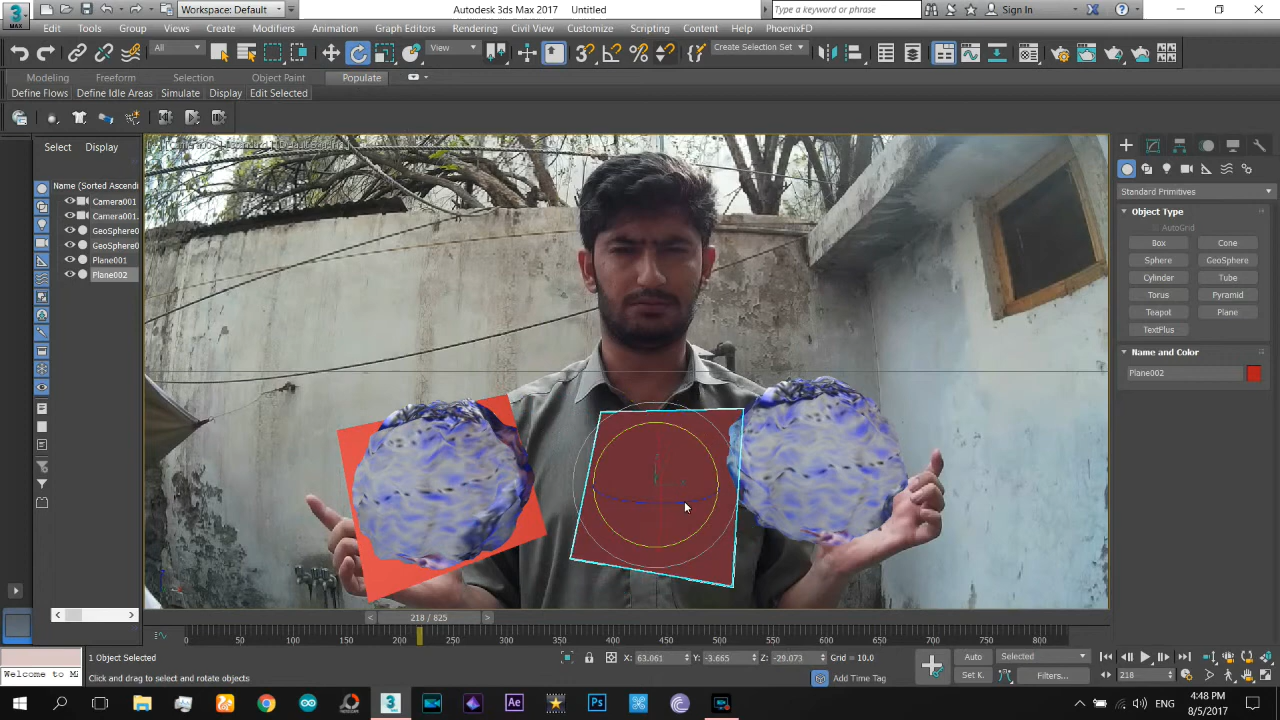 3 MAX
Workspace: Default
Autodesk 3ds Max 2017 Untitled
Type a keyword or phrase
Sign In
Edit Tools Group Views Create Modifiers Animation Graph Editors Rendering Civil View Customize Scripting Content Help PhoenixFD
All
View
Create Selection Set
Modeling Freeform Selection Object Paint Populate
Define Flows Define Idle Areas Simulate Display Edit Selected
Select Display
Name (Sorted Ascendi
Camera001
Camera001.
GeoSphere0
GeoSphere0
Plane001
Plane002
Standard Primitives
Object Type
AutoGrid
Box Cone
Sphere GeoSphere
Cylinder Tube
Torus Pyramid
Teapot Plane
TextPlus
Name and Color
Plane002
< 218 / 825 >
0 50 100 150 200 250 300 350 400 450 500 550 600 650 700 750 800
1 Object Selected
X: 63.061 Y: -3.665 Z: -29.073 Grid = 10.0
Auto Selected
Welcome to Mi
Click and drag to select and rotate objects
Add Time Tag
Set K. Filters...
218
Ae
Ps
ENG
4:48 PM
8/5/2017